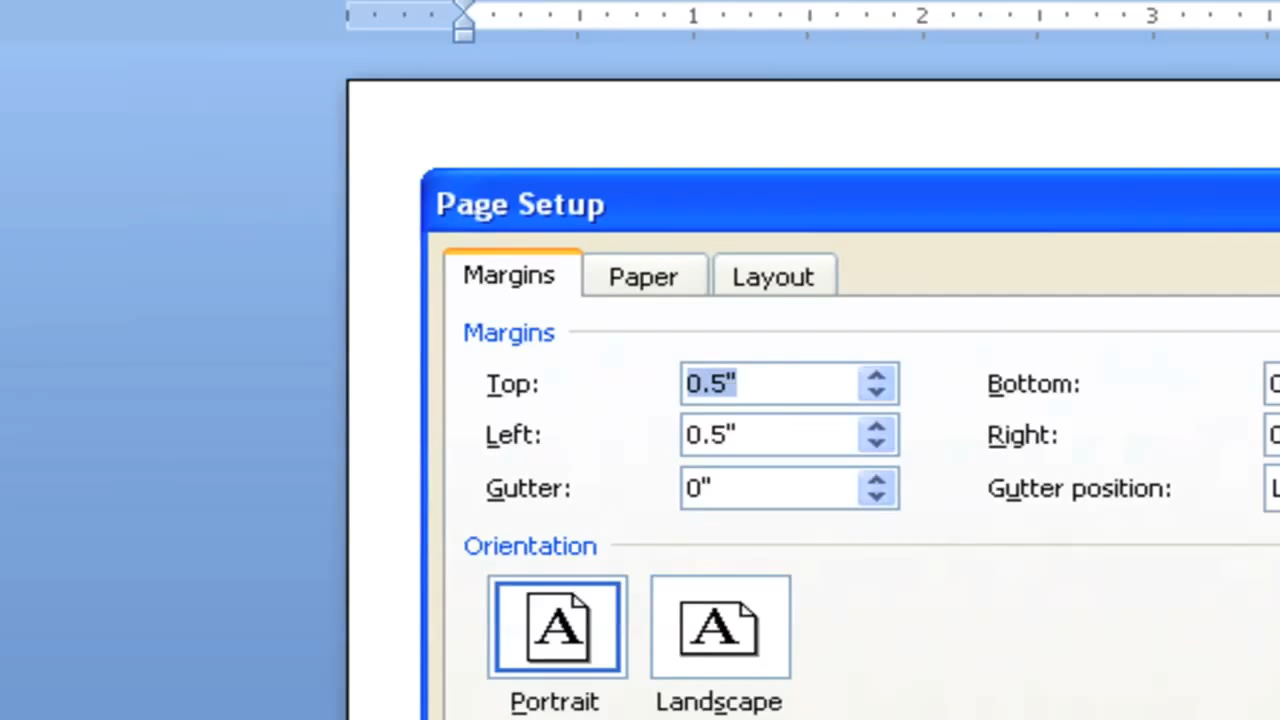 1 2 3
Page Setup
Margins Paper Layout
Margins
Top: 0.5" Bottom:
Left: 0.5" Right:
Gutter: 0" Gutter position:
Orientation
A A
Portrait Landscape